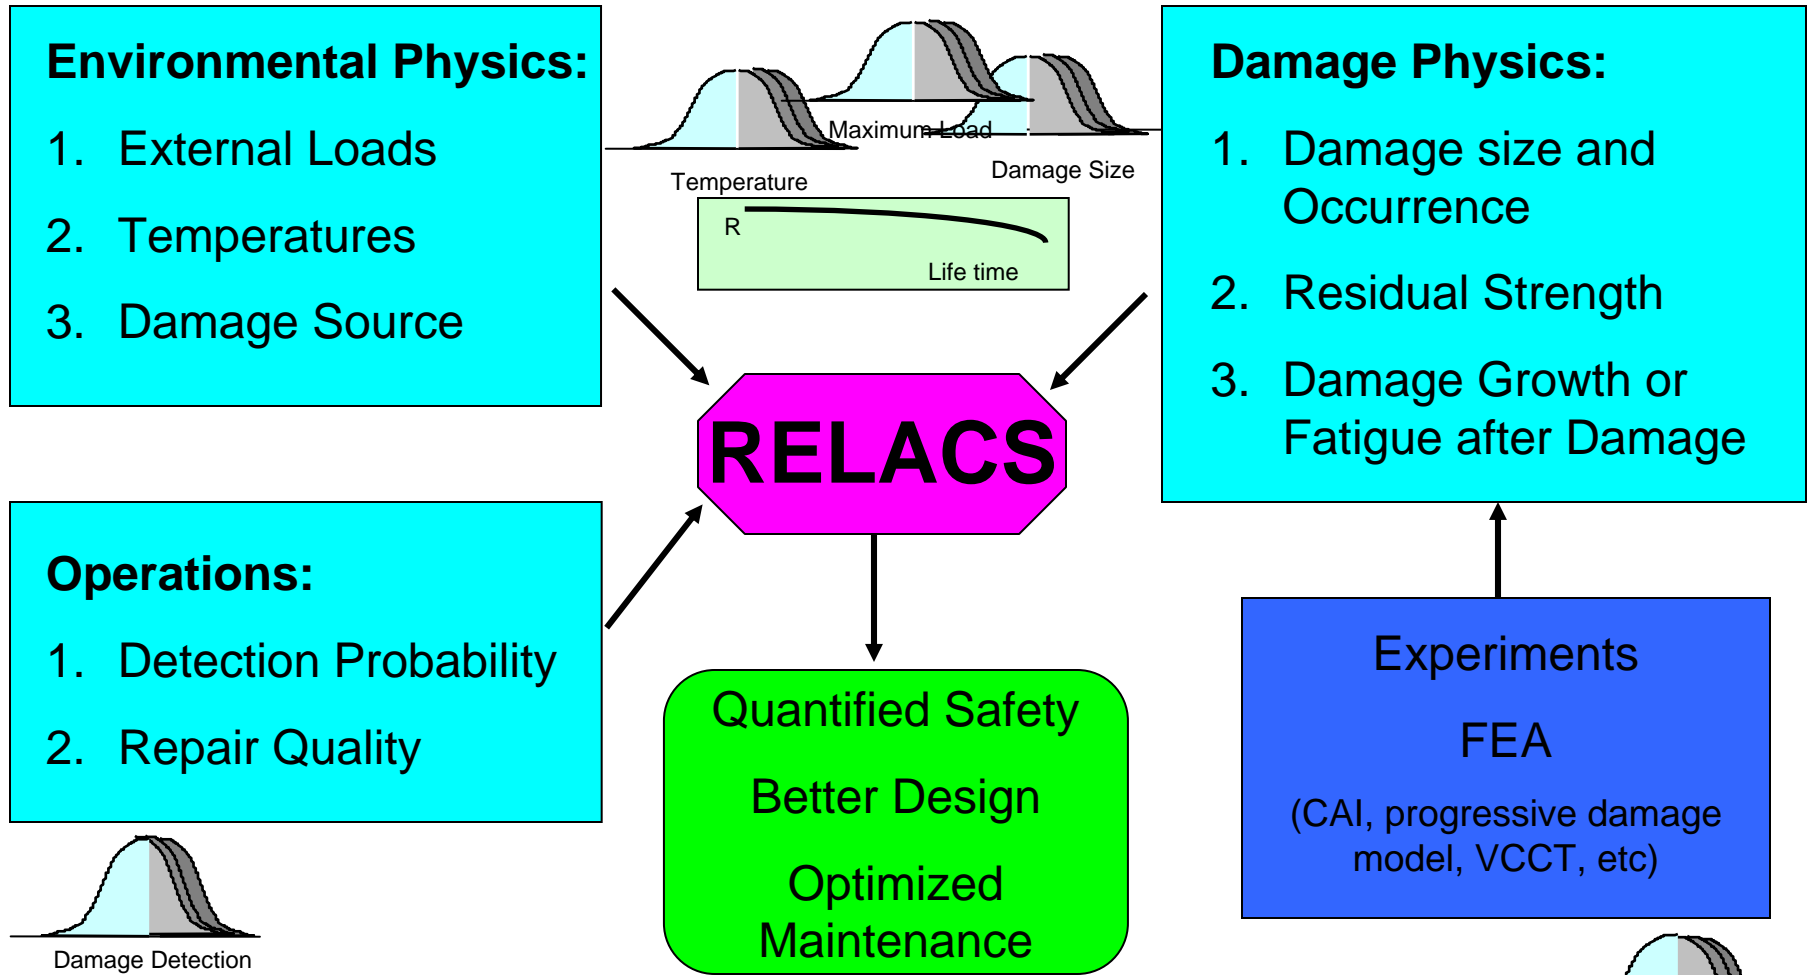 Environmental Physics:
1. External Loads
2. Temperatures
3. Damage Source
Maximum Load
Temperature
Damage Size
R
Life time
Damage Physics:
1. Damage size and
Occurrence
2. Residual Strength
3. Damage Growth or
Fatigue after Damage
RELACS
Operations:
1. Detection Probability
2. Repair Quality
Damage Detection
Quantified Safety
Better Design
Optimized
Maintenance
Experiments
FEA
(CAI, progressive damage
model, VCCT, etc)